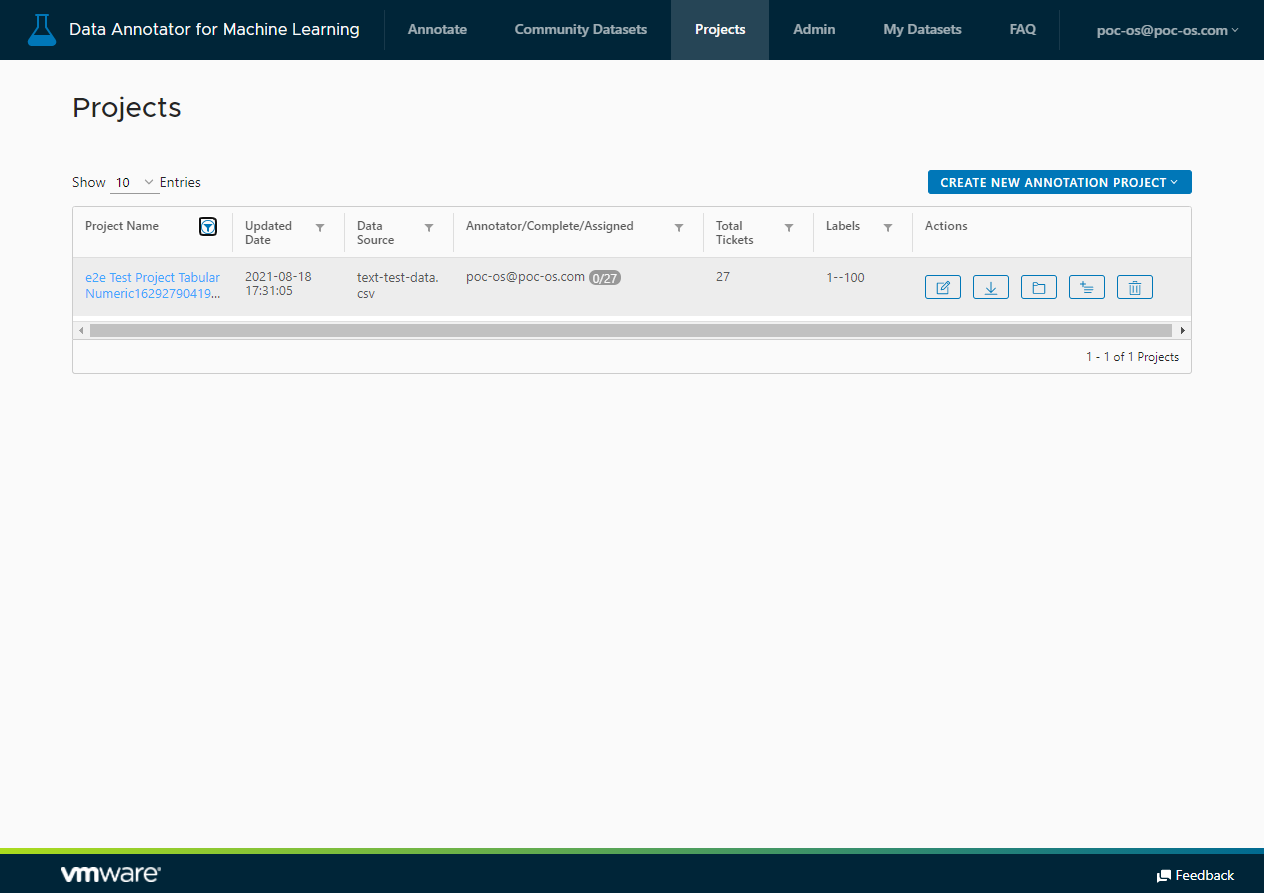 Data Annotator for Machine Learning
Annotate
Community Datasets
Projects
Admin
My Datasets
FAQ
poc-os@poc-os.com
Projects
Show 10 Entries
CREATE NEW ANNOTATION PROJECT
Project Name
Updated
Date
Data
Source
Annotator/Complete/Assigned
Total
Tickets
Labels
Actions
e2e Test Project Tabular
Numeric16292790419...
2021-08-18
17:31:05
text-test-data.
csv
poc-os@poc-os.com 0/27
27
1--100
1 - 1 of 1 Projects
vmware
Feedback